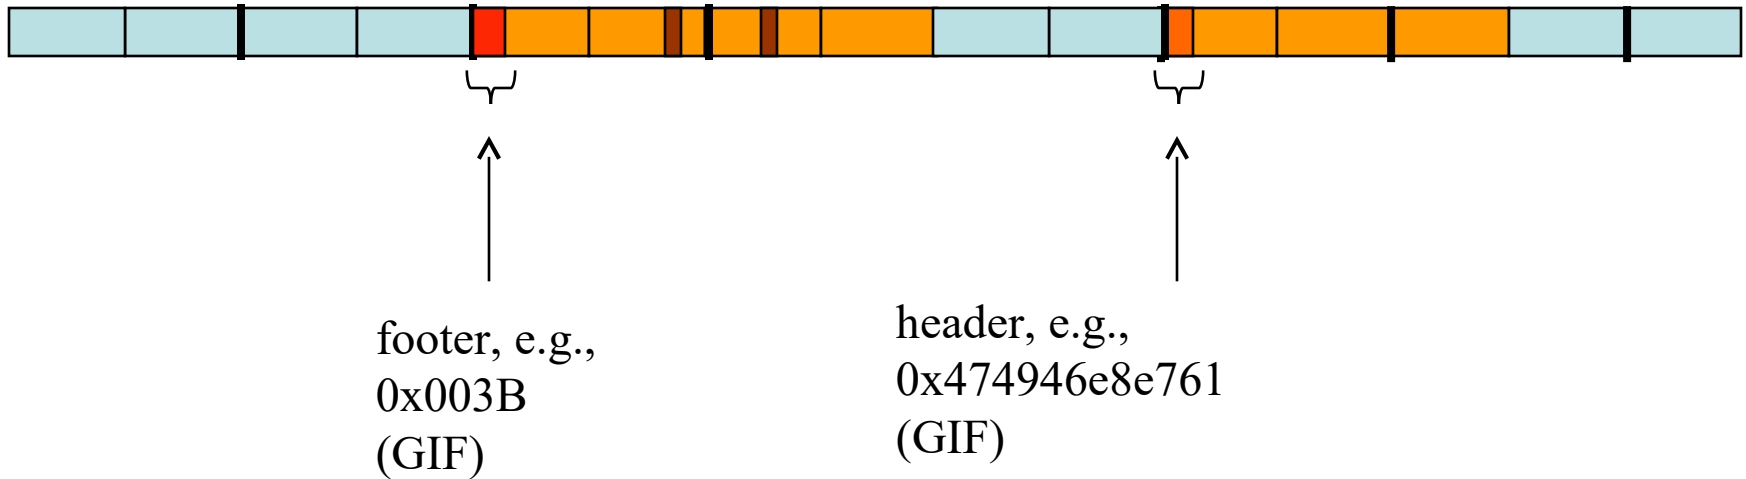 footer, e.g.,
0x003B
(GIF)
header, e.g.,
0x474946e8e761
(GIF)